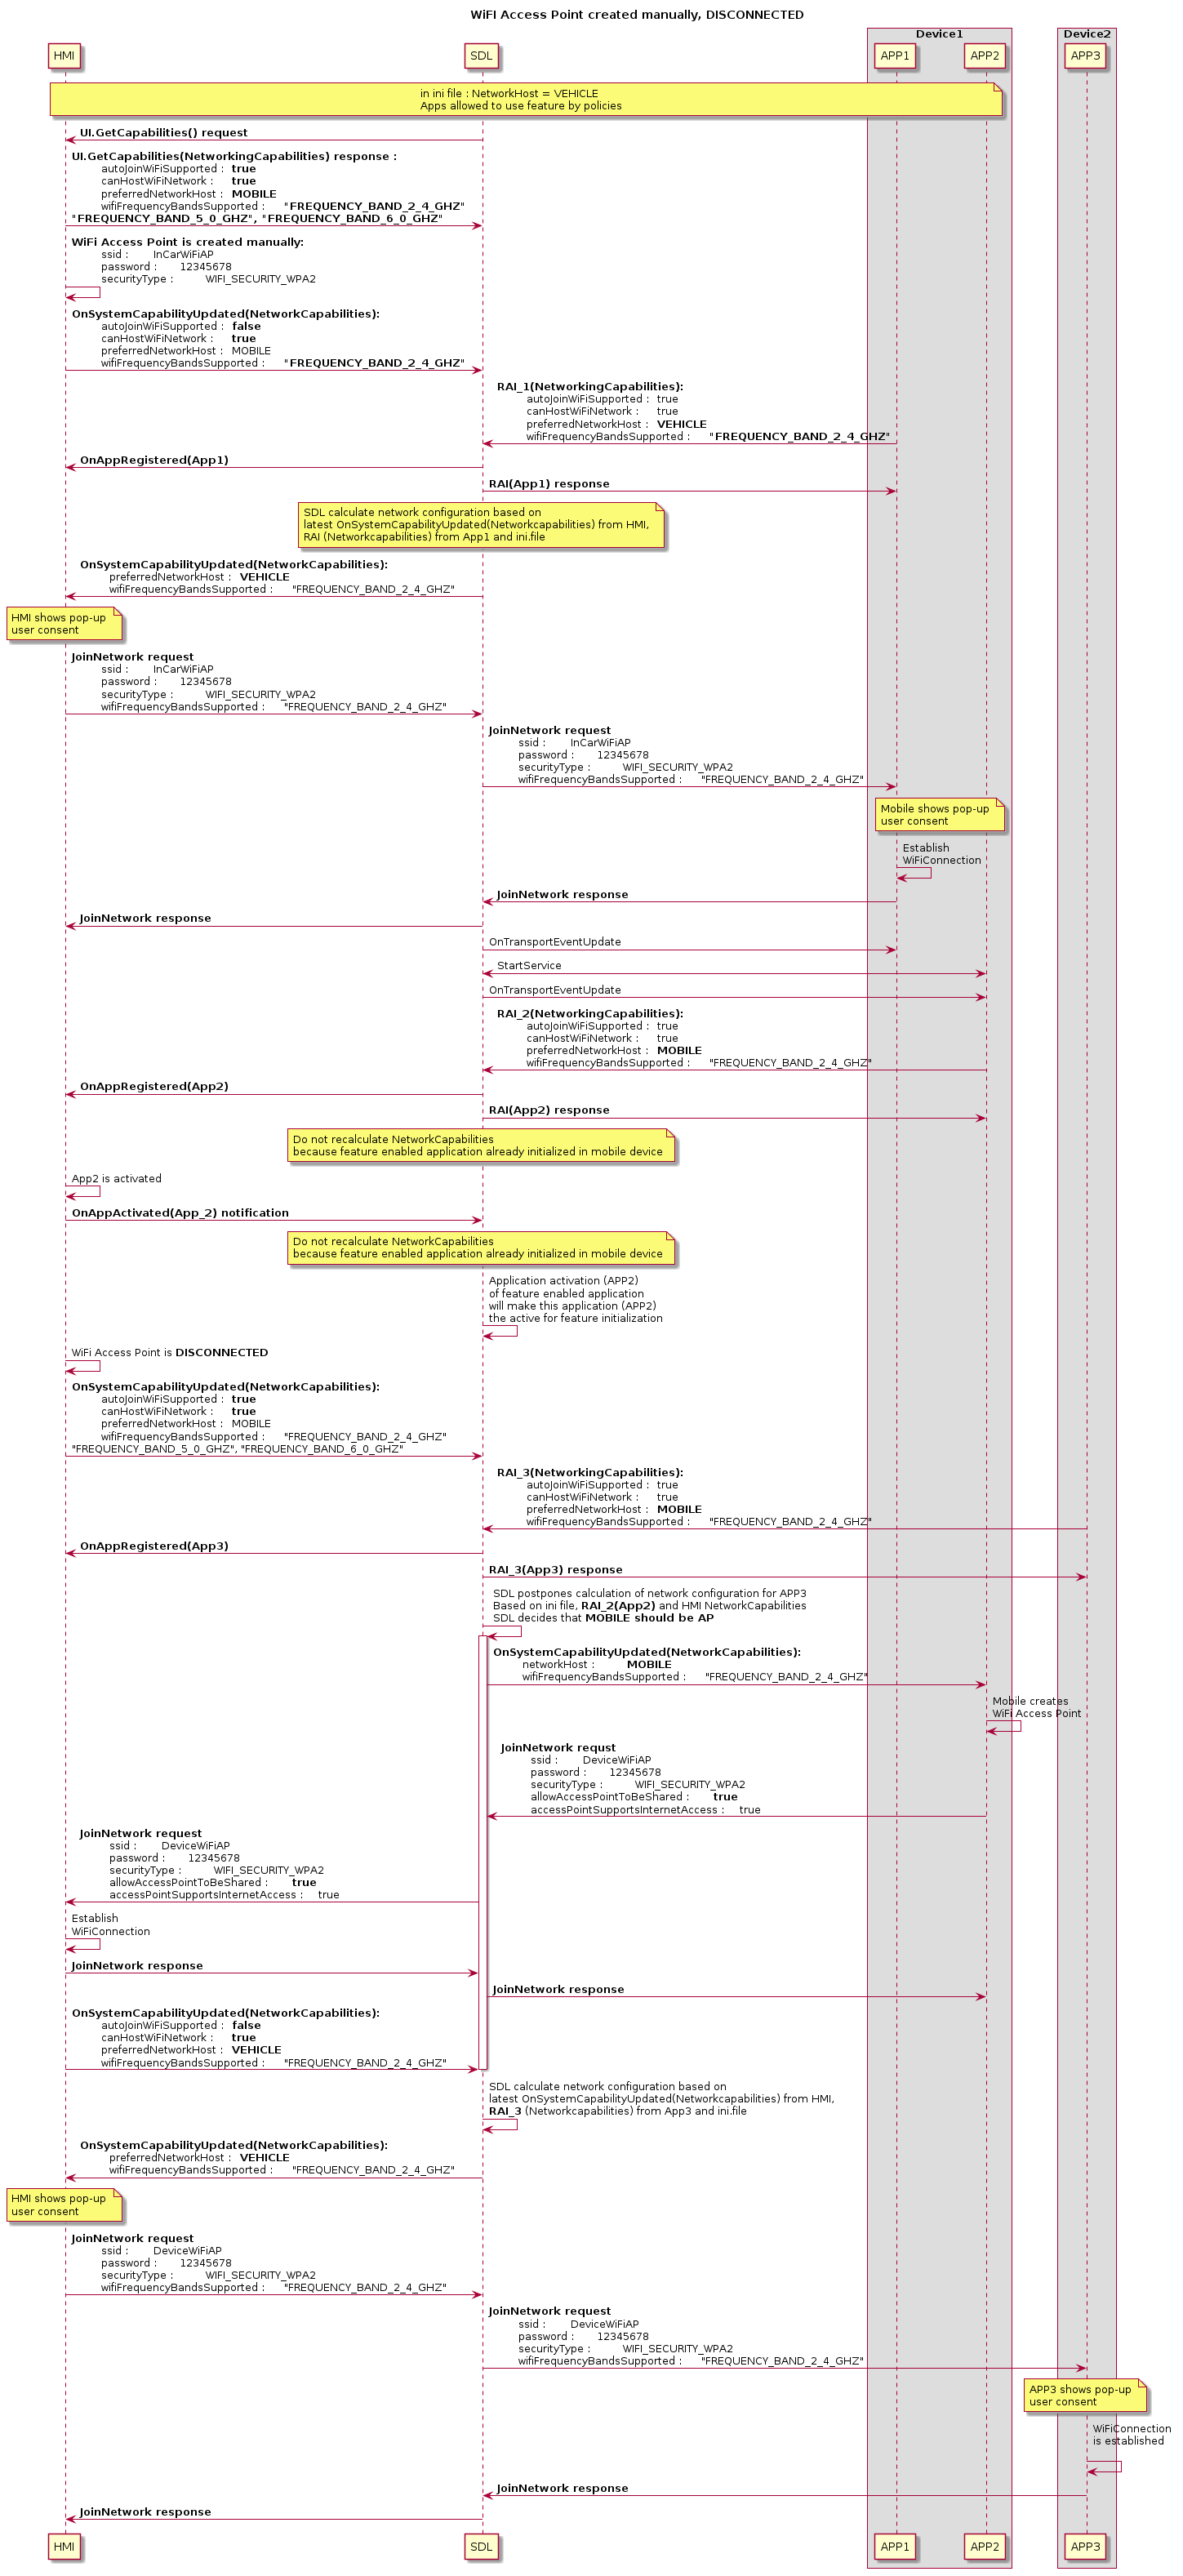 WiFI Access Point created manually, DISCONNECTED
Device1
Device2
HMI
SDL
APP1
APP2
APP3
in ini file : NetworkHost = VEHICLE
Apps allowed to use feature by policies
UI.GetCapabilities() request
UI.GetCapabilities(NetworkingCapabilities) response :
autoJoinWiFiSupported : true
canHostWiFiNetwork : true
preferredNetworkHost : MOBILE
wifiFrequencyBandsSupported : "FREQUENCY_BAND_2_4_GHZ"
"FREQUENCY_BAND_5_0_GHZ", "FREQUENCY_BAND_6_0_GHZ"
WiFi Access Point is created manually:
ssid : InCarWiFiAP
password : 12345678
securityType : WIFI_SECURITY_WPA2
OnSystemCapabilityUpdated(NetworkCapabilities):
autoJoinWiFiSupported : false
canHostWiFiNetwork : true
preferredNetworkHost : MOBILE
wifiFrequencyBandsSupported : "FREQUENCY_BAND_2_4_GHZ"
RAI_1(NetworkingCapabilities):
autoJoinWiFiSupported : true
canHostWiFiNetwork : true
preferredNetworkHost : VEHICLE
wifiFrequencyBandsSupported : "FREQUENCY_BAND_2_4_GHZ"
OnAppRegistered(App1)
RAI(App1) response
SDL calculate network configuration based on
latest OnSystemCapabilityUpdated(Networkcapabilities) from HMI,
RAI (Networkcapabilities) from App1 and ini.file
OnSystemCapabilityUpdated(NetworkCapabilities):
preferredNetworkHost : VEHICLE
wifiFrequencyBandsSupported : "FREQUENCY_BAND_2_4_GHZ"
HMI shows pop-up
user consent
JoinNetwork request
ssid : InCarWiFiAP
password : 12345678
securityType : WIFI_SECURITY_WPA2
wifiFrequencyBandsSupported : "FREQUENCY_BAND_2_4_GHZ"
JoinNetwork request
ssid : InCarWiFiAP
password : 12345678
securityType : WIFI_SECURITY_WPA2
wifiFrequencyBandsSupported : "FREQUENCY_BAND_2_4_GHZ"
Mobile shows pop-up
user consent
Establish
WiFiConnection
JoinNetwork response
JoinNetwork response
OnTransportEventUpdate
StartService
OnTransportEventUpdate
RAI_2(NetworkingCapabilities):
autoJoinWiFiSupported : true
canHostWiFiNetwork : true
preferredNetworkHost : MOBILE
wifiFrequencyBandsSupported : "FREQUENCY_BAND_2_4_GHZ"
OnAppRegistered(App2)
RAI(App2) response
Do not recalculate NetworkCapabilities
because feature enabled application already initialized in mobile device
App2 is activated
OnAppActivated(App_2) notification
Do not recalculate NetworkCapabilities
because feature enabled application already initialized in mobile device
Application activation (APP2)
of feature enabled application
will make this application (APP2)
the active for feature initialization
WiFi Access Point is DISCONNECTED
OnSystemCapabilityUpdated(NetworkCapabilities):
autoJoinWiFiSupported : true
canHostWiFiNetwork : true
preferredNetworkHost : MOBILE
wifiFrequencyBandsSupported : "FREQUENCY_BAND_2_4_GHZ"
"FREQUENCY_BAND_5_0_GHZ", "FREQUENCY_BAND_6_0_GHZ"
RAI_3(NetworkingCapabilities):
autoJoinWiFiSupported : true
canHostWiFiNetwork : true
preferredNetworkHost : MOBILE
wifiFrequencyBandsSupported : "FREQUENCY_BAND_2_4_GHZ"
OnAppRegistered(App3)
RAI_3(App3) response
SDL postpones calculation of network configuration for APP3
Based on ini file, RAI_2(App2) and HMI NetworkCapabilities
SDL decides that MOBILE should be AP
OnSystemCapabilityUpdated(NetworkCapabilities):
networkHost : MOBILE
wifiFrequencyBandsSupported : "FREQUENCY_BAND_2_4_GHZ"
Mobile creates
WiFi Access Point
JoinNetwork requst
ssid : DeviceWiFiAP
password : 12345678
securityType : WIFI_SECURITY_WPA2
allowAccessPointToBeShared : true
accessPointSupportsInternetAccess : true
JoinNetwork request
ssid : DeviceWiFiAP
password : 12345678
securityType : WIFI_SECURITY_WPA2
allowAccessPointToBeShared : true
accessPointSupportsInternetAccess : true
Establish
WiFiConnection
JoinNetwork response
JoinNetwork response
OnSystemCapabilityUpdated(NetworkCapabilities):
autoJoinWiFiSupported : false
canHostWiFiNetwork : true
preferredNetworkHost : VEHICLE
wifiFrequencyBandsSupported : "FREQUENCY_BAND_2_4_GHZ"
SDL calculate network configuration based on
latest OnSystemCapabilityUpdated(Networkcapabilities) from HMI,
RAI_3 (Networkcapabilities) from App3 and ini.file
OnSystemCapabilityUpdated(NetworkCapabilities):
preferredNetworkHost : VEHICLE
wifiFrequencyBandsSupported : "FREQUENCY_BAND_2_4_GHZ"
HMI shows pop-up
user consent
JoinNetwork request
ssid : DeviceWiFiAP
password : 12345678
securityType : WIFI_SECURITY_WPA2
wifiFrequencyBandsSupported : "FREQUENCY_BAND_2_4_GHZ"
JoinNetwork request
ssid : DeviceWiFiAP
password : 12345678
securityType : WIFI_SECURITY_WPA2
wifiFrequencyBandsSupported : "FREQUENCY_BAND_2_4_GHZ"
APP3 shows pop-up
user consent
WiFiConnection
is established
JoinNetwork response
JoinNetwork response
HMI
SDL
APP1
APP2
APP3